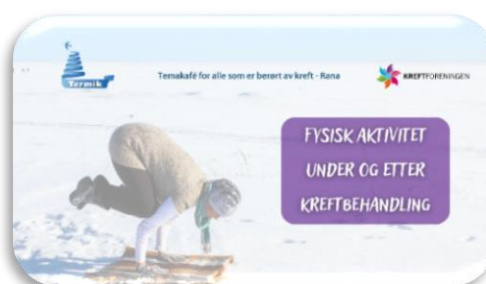 Termik
Temakafé for alle som er berørt av kreft - Rana
KREFTFORENINGEN
FYSISK AKTIVITET
UNDER OG ETTER
KREFTBEHANDLING